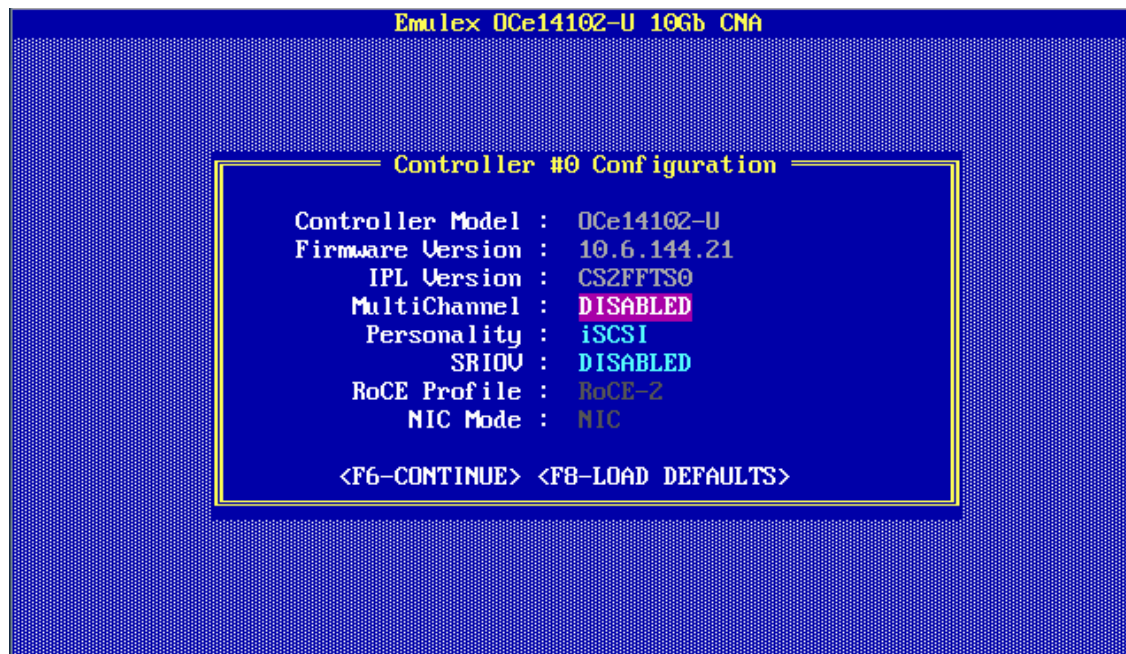 Emulex OCe14102-U 10Gb CNA
Controller #0 Configuration
Controller Model : OCe14102-U
Firmware Version : 10.6.144.21
IPL Version : CS2FFTS0
MultiChannel : DISABLED
Personality : iSCSI
SRIOV : DISABLED
RoCE Profile : RoCE-2
NIC Mode : NIC
<F6-CONTINUE> <F8-LOAD DEFAULTS>